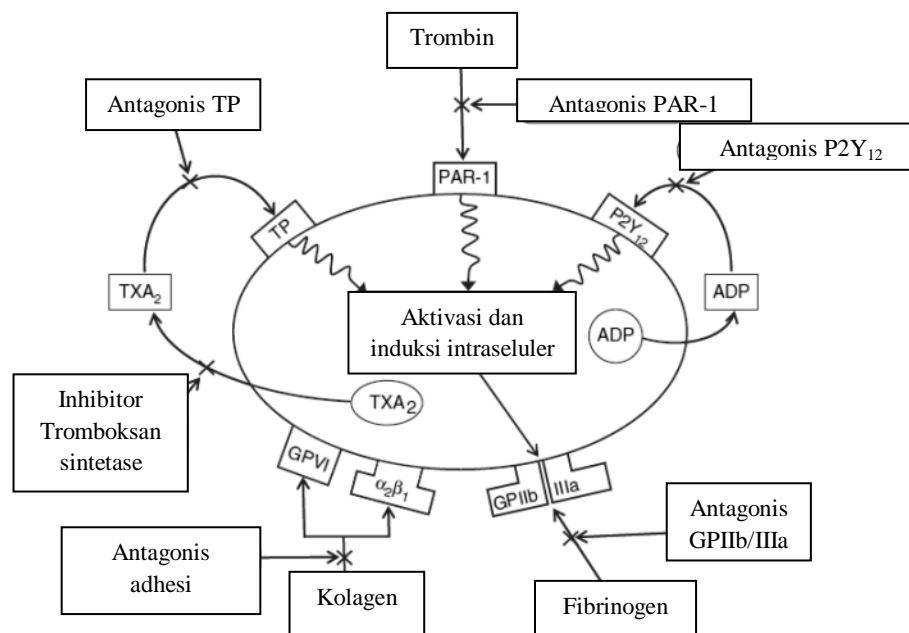 Trombin
Antagonis TP
Antagonis PAR-1
Antagonis P2Y₁₂
PAR-1
TP
P2Y₁₂
TXA₂
ADP
Aktivasi dan
induksi intraseluler
ADP
Inhibitor
Tromboksan
sintetase
TXA₂
GPVI
α₂β₁
GPIIb
IIIa
Antagonis
GPIIb/IIIa
Antagonis
adhesi
Kolagen
Fibrinogen